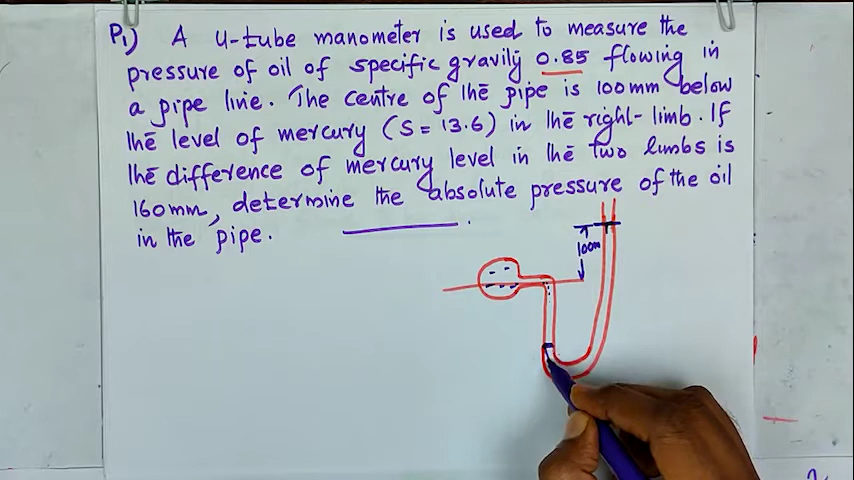 P1) A U-tube manometer is used to measure the
pressure of oil of specific gravity 0.85 flowing in
a pipe line. The centre of the pipe is 100mm below
the level of mercury (S = 13.6) in the right-limb. If
the difference of mercury level in the two limbs is
160mm, determine the absolute pressure of the oil
in the pipe.